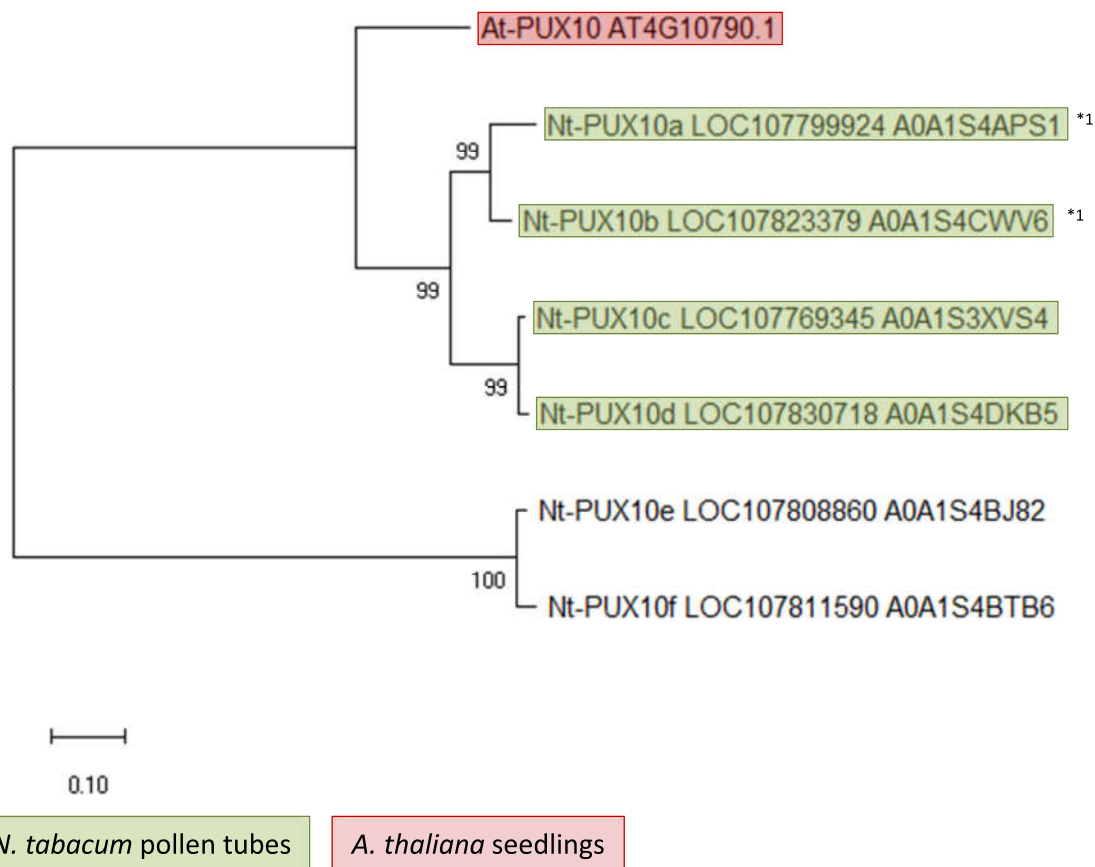 At-PUX10 AT4G10790.1
Nt-PUX10a LOC107799924 A0A1S4APS1 *1
99
Nt-PUX10b LOC107823379 A0A1S4CWV6 *1
99
Nt-PUX10c LOC107769345 A0A1S3XVS4
99
Nt-PUX10d LOC107830718 A0A1S4DKB5
Nt-PUX10e LOC107808860 A0A1S4BJ82
100
Nt-PUX10f LOC107811590 A0A1S4BTB6
0.10
N. tabacum pollen tubes
A. thaliana seedlings